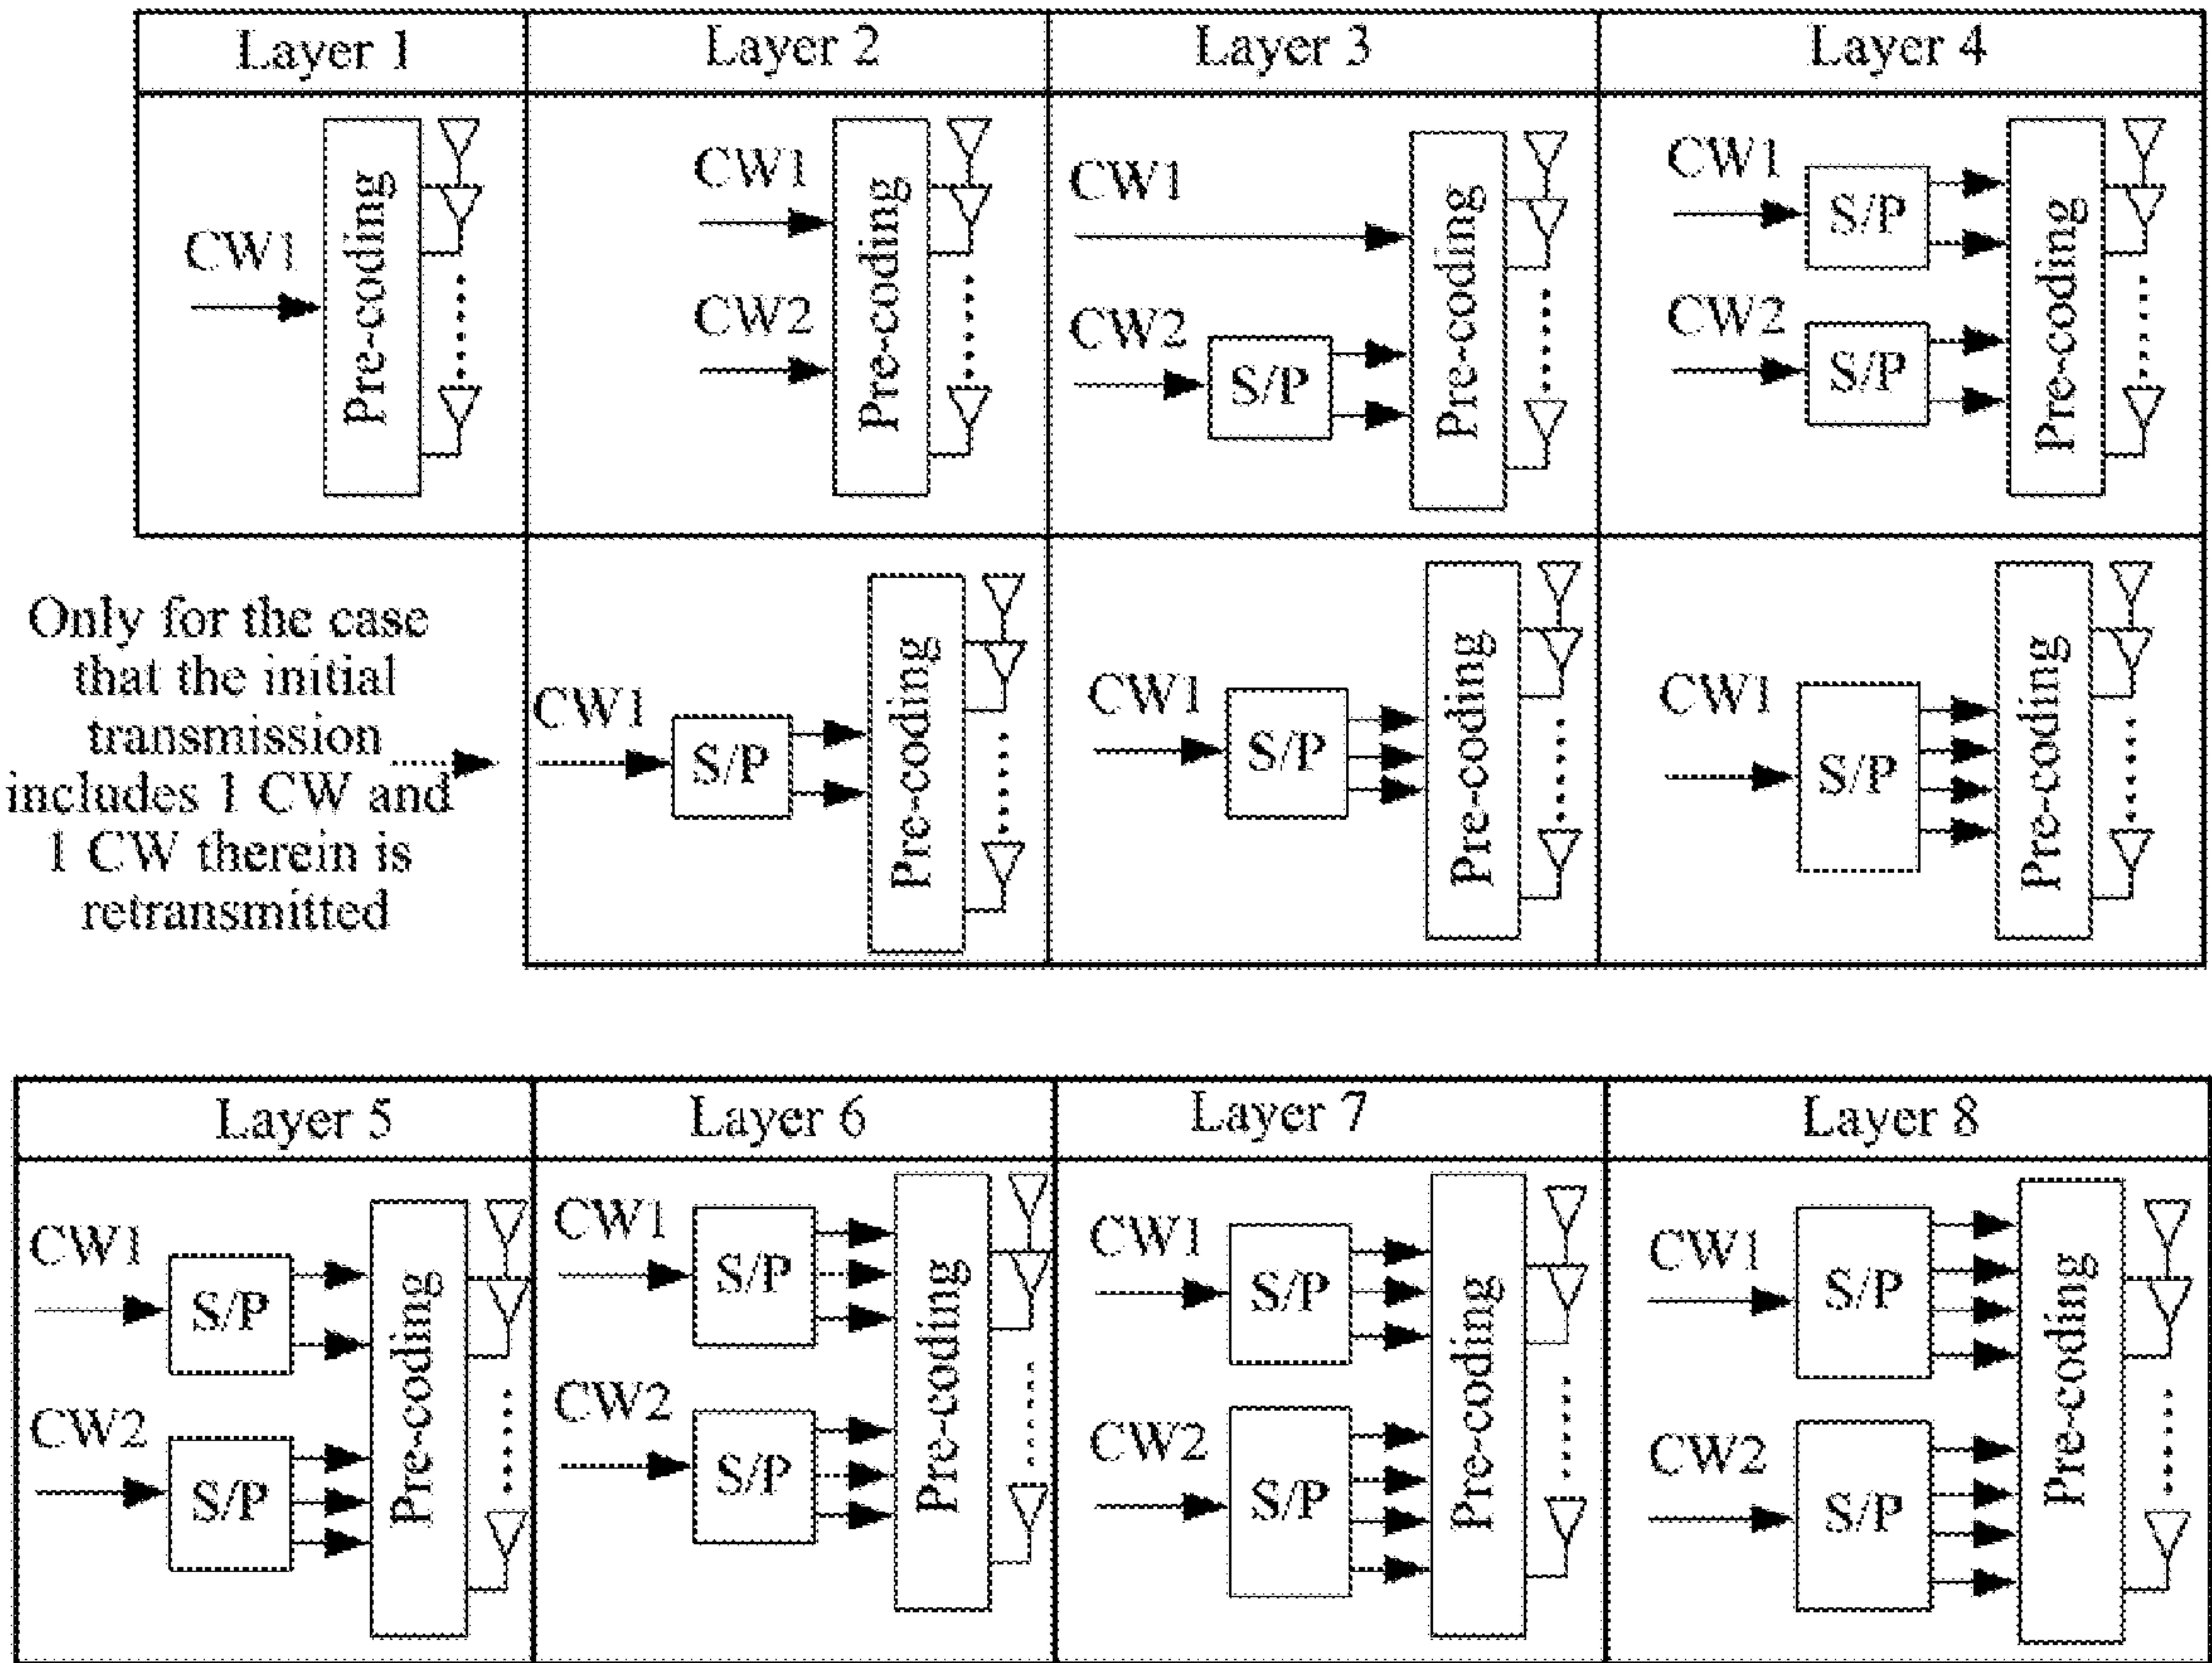 Layer 1
Layer 2
Layer 3
Layer 4
CW1
Pre-coding
CW1
CW2
Pre-coding
CW1
CW2
S/P
Pre-coding
CW1
S/P
CW2
S/P
Pre-coding
Only for the case
that the initial
transmission
includes 1 CW and
1 CW therein is
retransmitted
CW1
S/P
Pre-coding
CW1
S/P
Pre-coding
CW1
S/P
Pre-coding
Layer 5
Layer 6
Layer 7
Layer 8
CW1
S/P
CW2
S/P
Pre-coding
CW1
S/P
CW2
S/P
Pre-coding
CW1
S/P
CW2
S/P
Pre-coding
CW1
S/P
CW2
S/P
Pre-coding